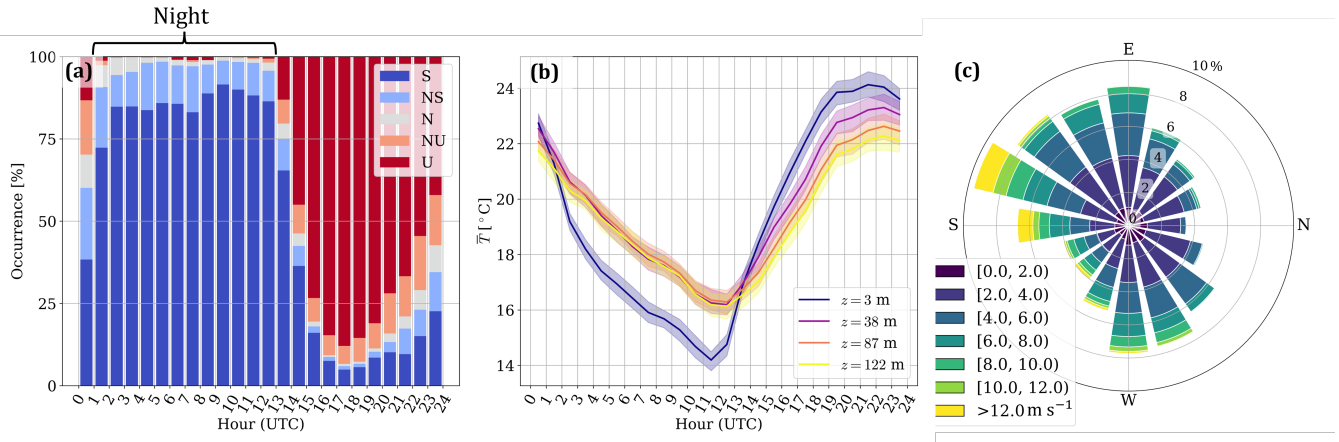 Night
(a)
100
75
50
25
0
Occurrence [%]
S
NS
N
NU
U
0 1 2 3 4 5 6 7 8 9 10 11 12 13 14 15 16 17 18 19 20 21 22 23 24
Hour (UTC)
(b)
24
22
20
18
16
14
T̅ [°C]
z = 3 m
z = 38 m
z = 87 m
z = 122 m
0 1 2 3 4 5 6 7 8 9 10 11 12 13 14 15 16 17 18 19 20 21 22 23 24
Hour (UTC)
(c)
E
10%
8
6
4
2
0
S
N
W
[0.0, 2.0)
[2.0, 4.0)
[4.0, 6.0)
[6.0, 8.0)
[8.0, 10.0)
[10.0, 12.0)
>12.0 m s⁻¹